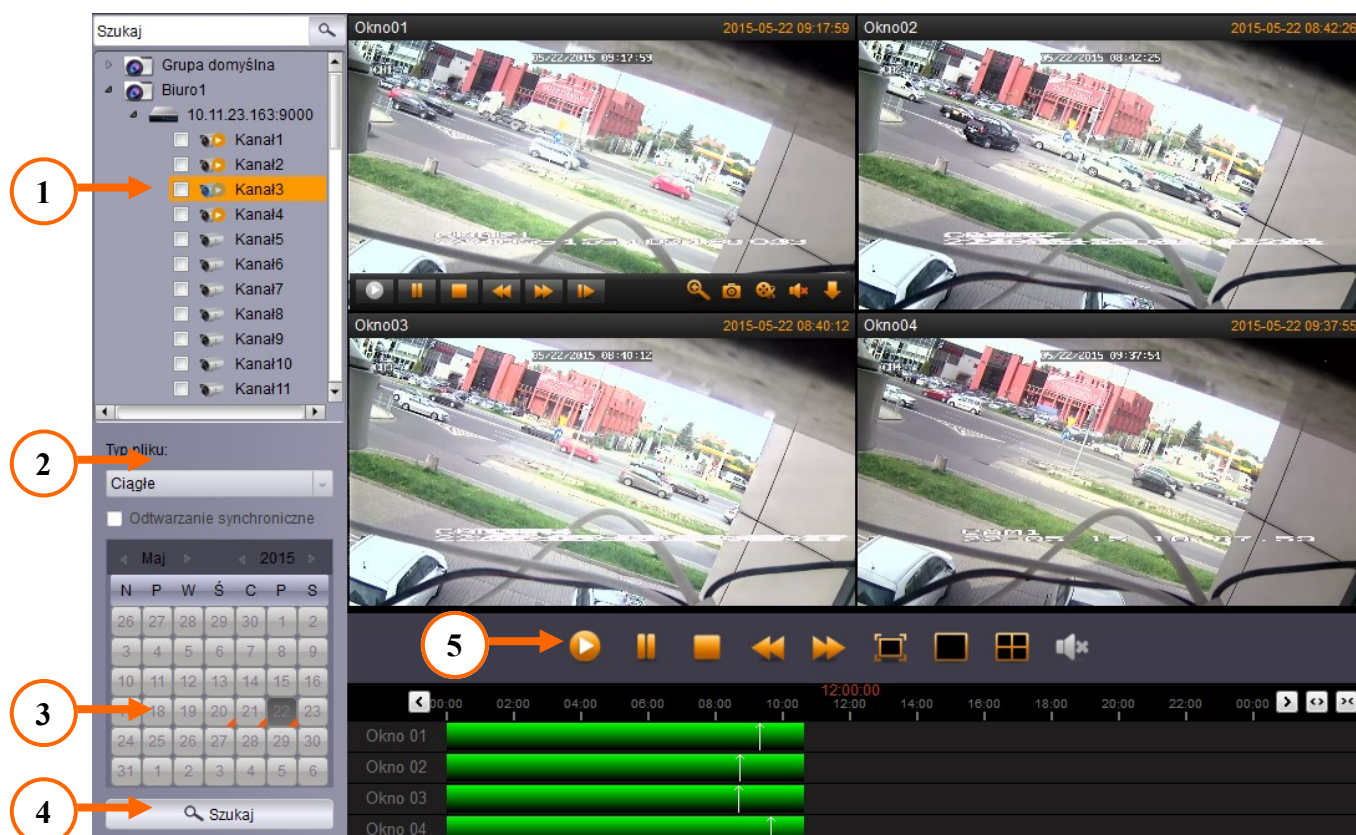 Szukaj
Grupa domyślna
Biuro1
10.11.23.163:9000
Kanał1
Kanał2
Kanał3
Kanał4
Kanał5
Kanał6
Kanał7
Kanał8
Kanał9
Kanał10
Kanał11
1
Typ pliku:
2
Ciągłe
Odtwarzanie synchroniczne
Maj 2015
N P W Ś C P S
26 27 28 29 30 1 2
3 4 5 6 7 8 9
10 11 12 13 14 15 16
18 19 20 21 22 23
24 25 26 27 28 29 30
31 1 2 3 4 5 6
3
4
Szukaj
Okno01 2015-05-22 09:17:59
05/22/2015 09:17:59
Okno02 2015-05-22 08:42:26
05/22/2015 08:42:25
Okno03 2015-05-22 08:40:12
05/22/2015 08:40:12
Okno04 2015-05-22 09:37:55
05/22/2015 09:37:54
5
12:00:00
00:00 02:00 04:00 06:00 08:00 10:00 12:00 14:00 16:00 18:00 20:00 22:00 00:00
Okno 01
Okno 02
Okno 03
Okno 04